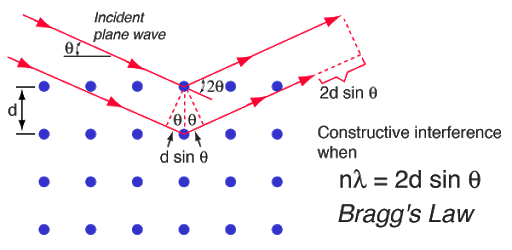 Incident
plane wave
θ
2θ
d
θ θ
d sin θ
2d sin θ
Constructive interference
when
nλ = 2d sin θ
Bragg's Law